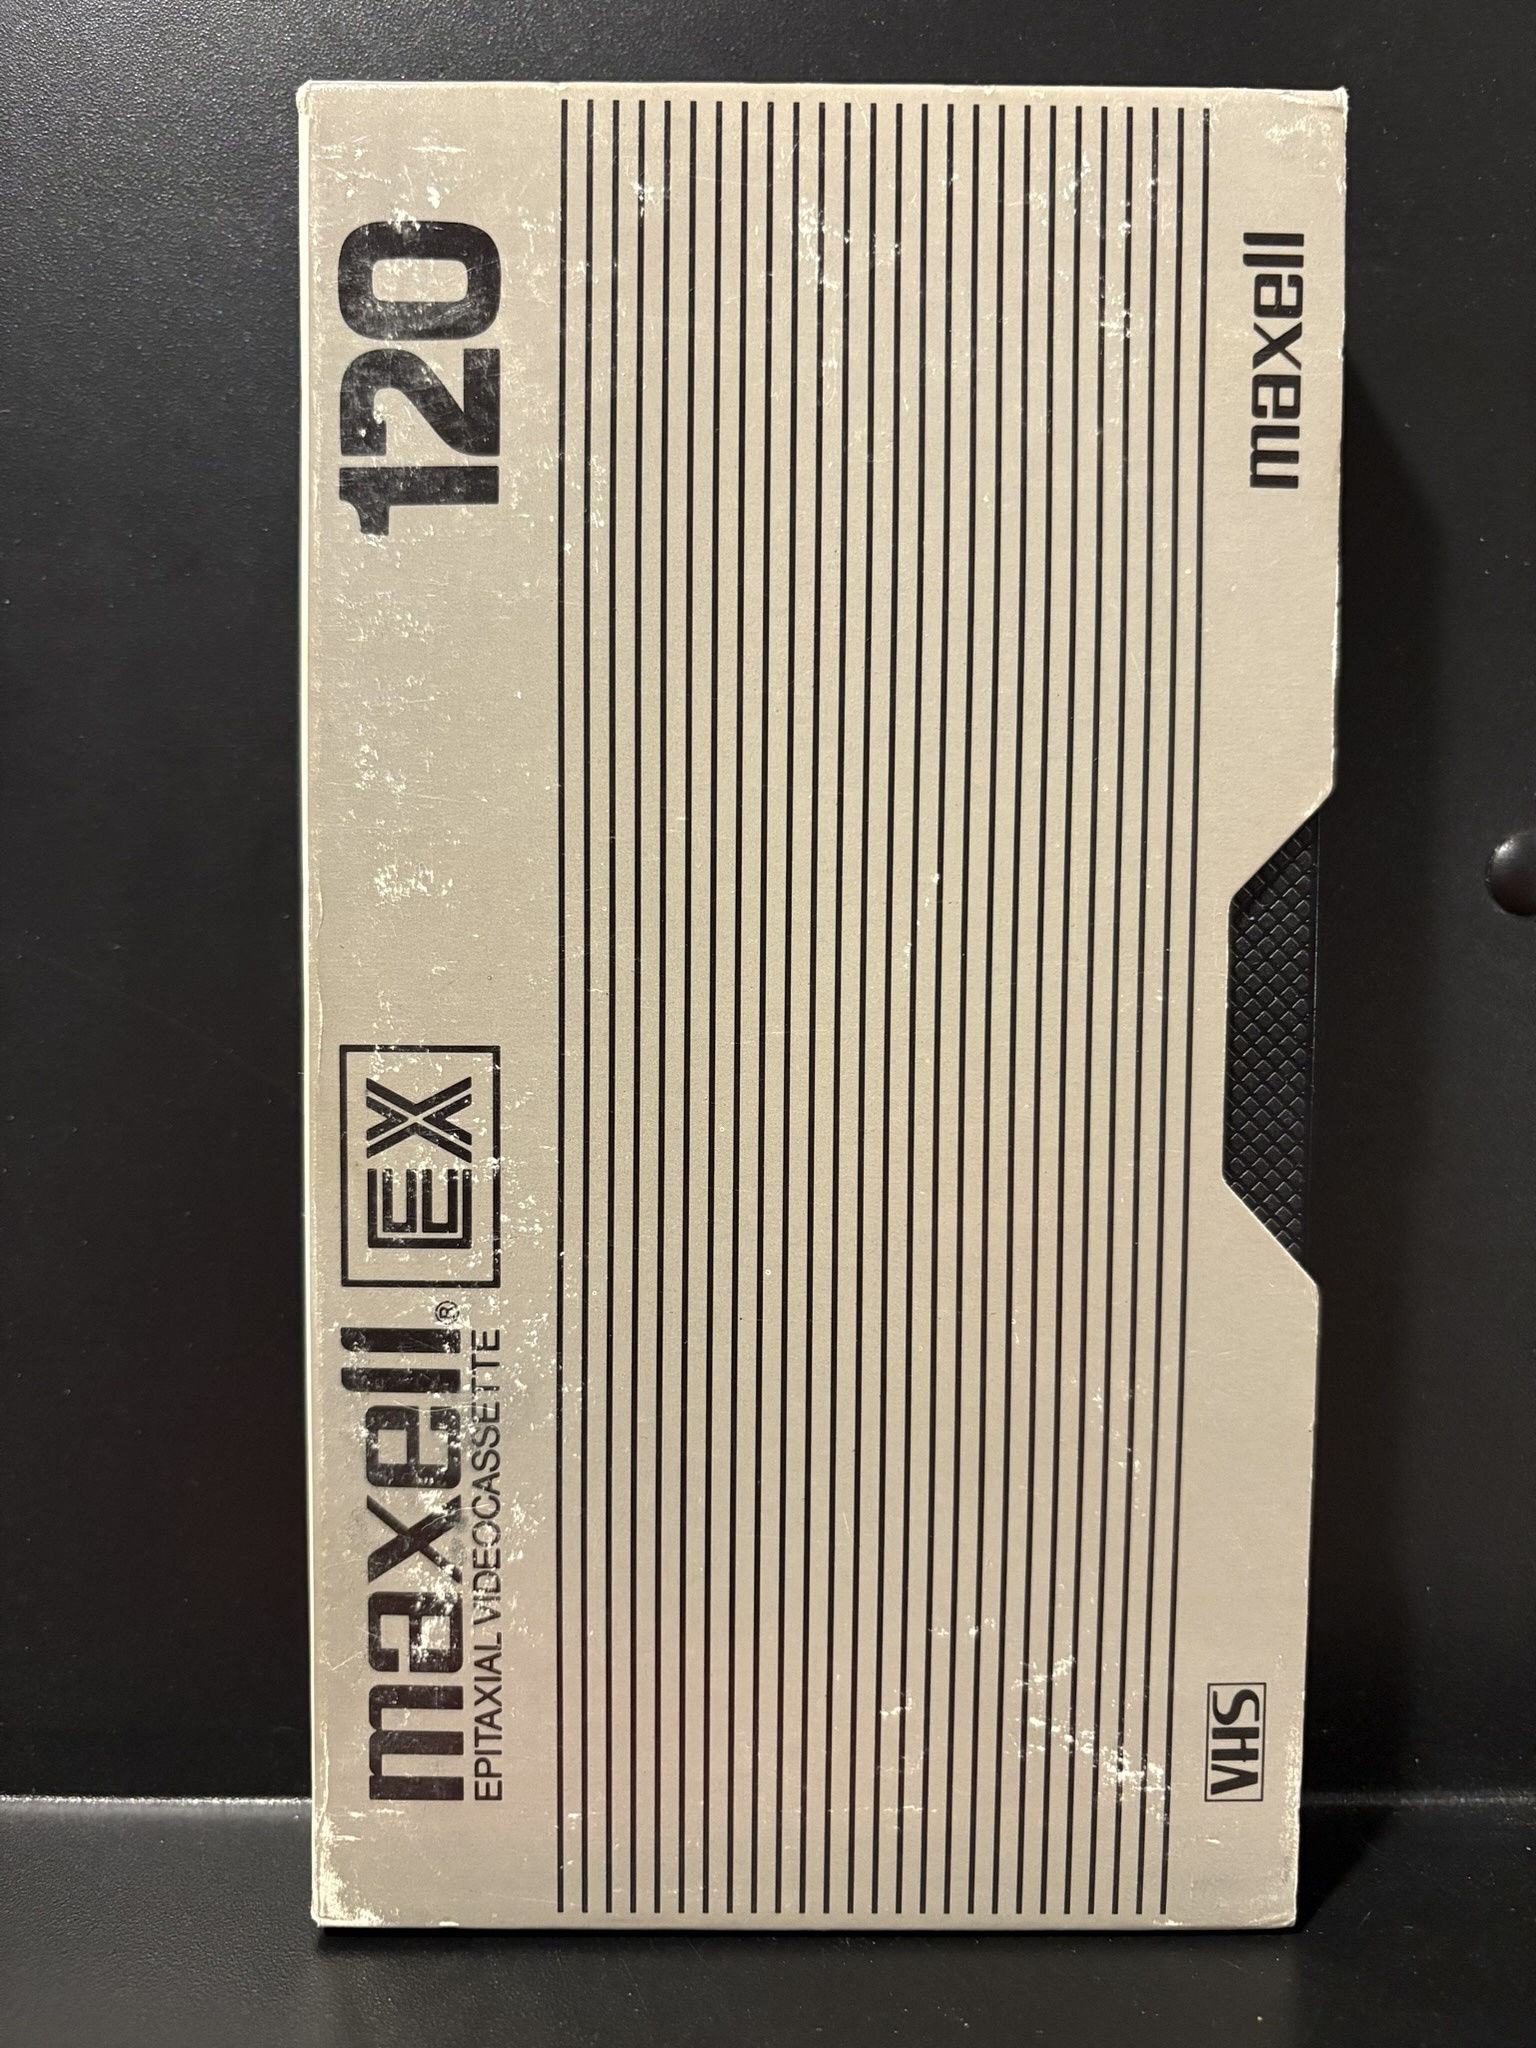 maxell® EX 120
EPITAXIAL VIDEOCASSETTE
VHS maxell